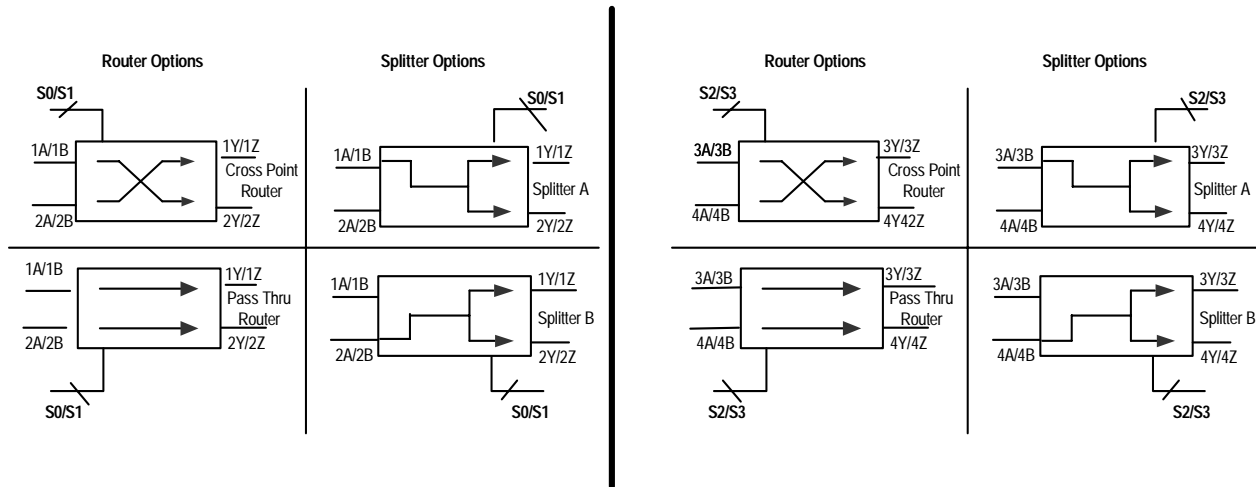 Router Options
Splitter Options
S0/S1
S0/S1
1A/1B
1Y/1Z
Cross Point
Router
2A/2B
2Y/2Z
1A/1B
1Y/1Z
Splitter A
2A/2B
2Y/2Z
1A/1B
1Y/1Z
Pass Thru
Router
2A/2B
2Y/2Z
S0/S1
1A/1B
1Y/1Z
Splitter B
2A/2B
2Y/2Z
S0/S1
Router Options
Splitter Options
S2/S3
S2/S3
3A/3B
3Y/3Z
Cross Point
Router
4A/4B
4Y42Z
3A/3B
3Y/3Z
Splitter A
4A/4B
4Y/4Z
3A/3B
3Y/3Z
Pass Thru
Router
4A/4B
4Y/4Z
S2/S3
3A/3B
3Y/3Z
Splitter B
4A/4B
4Y/4Z
S2/S3